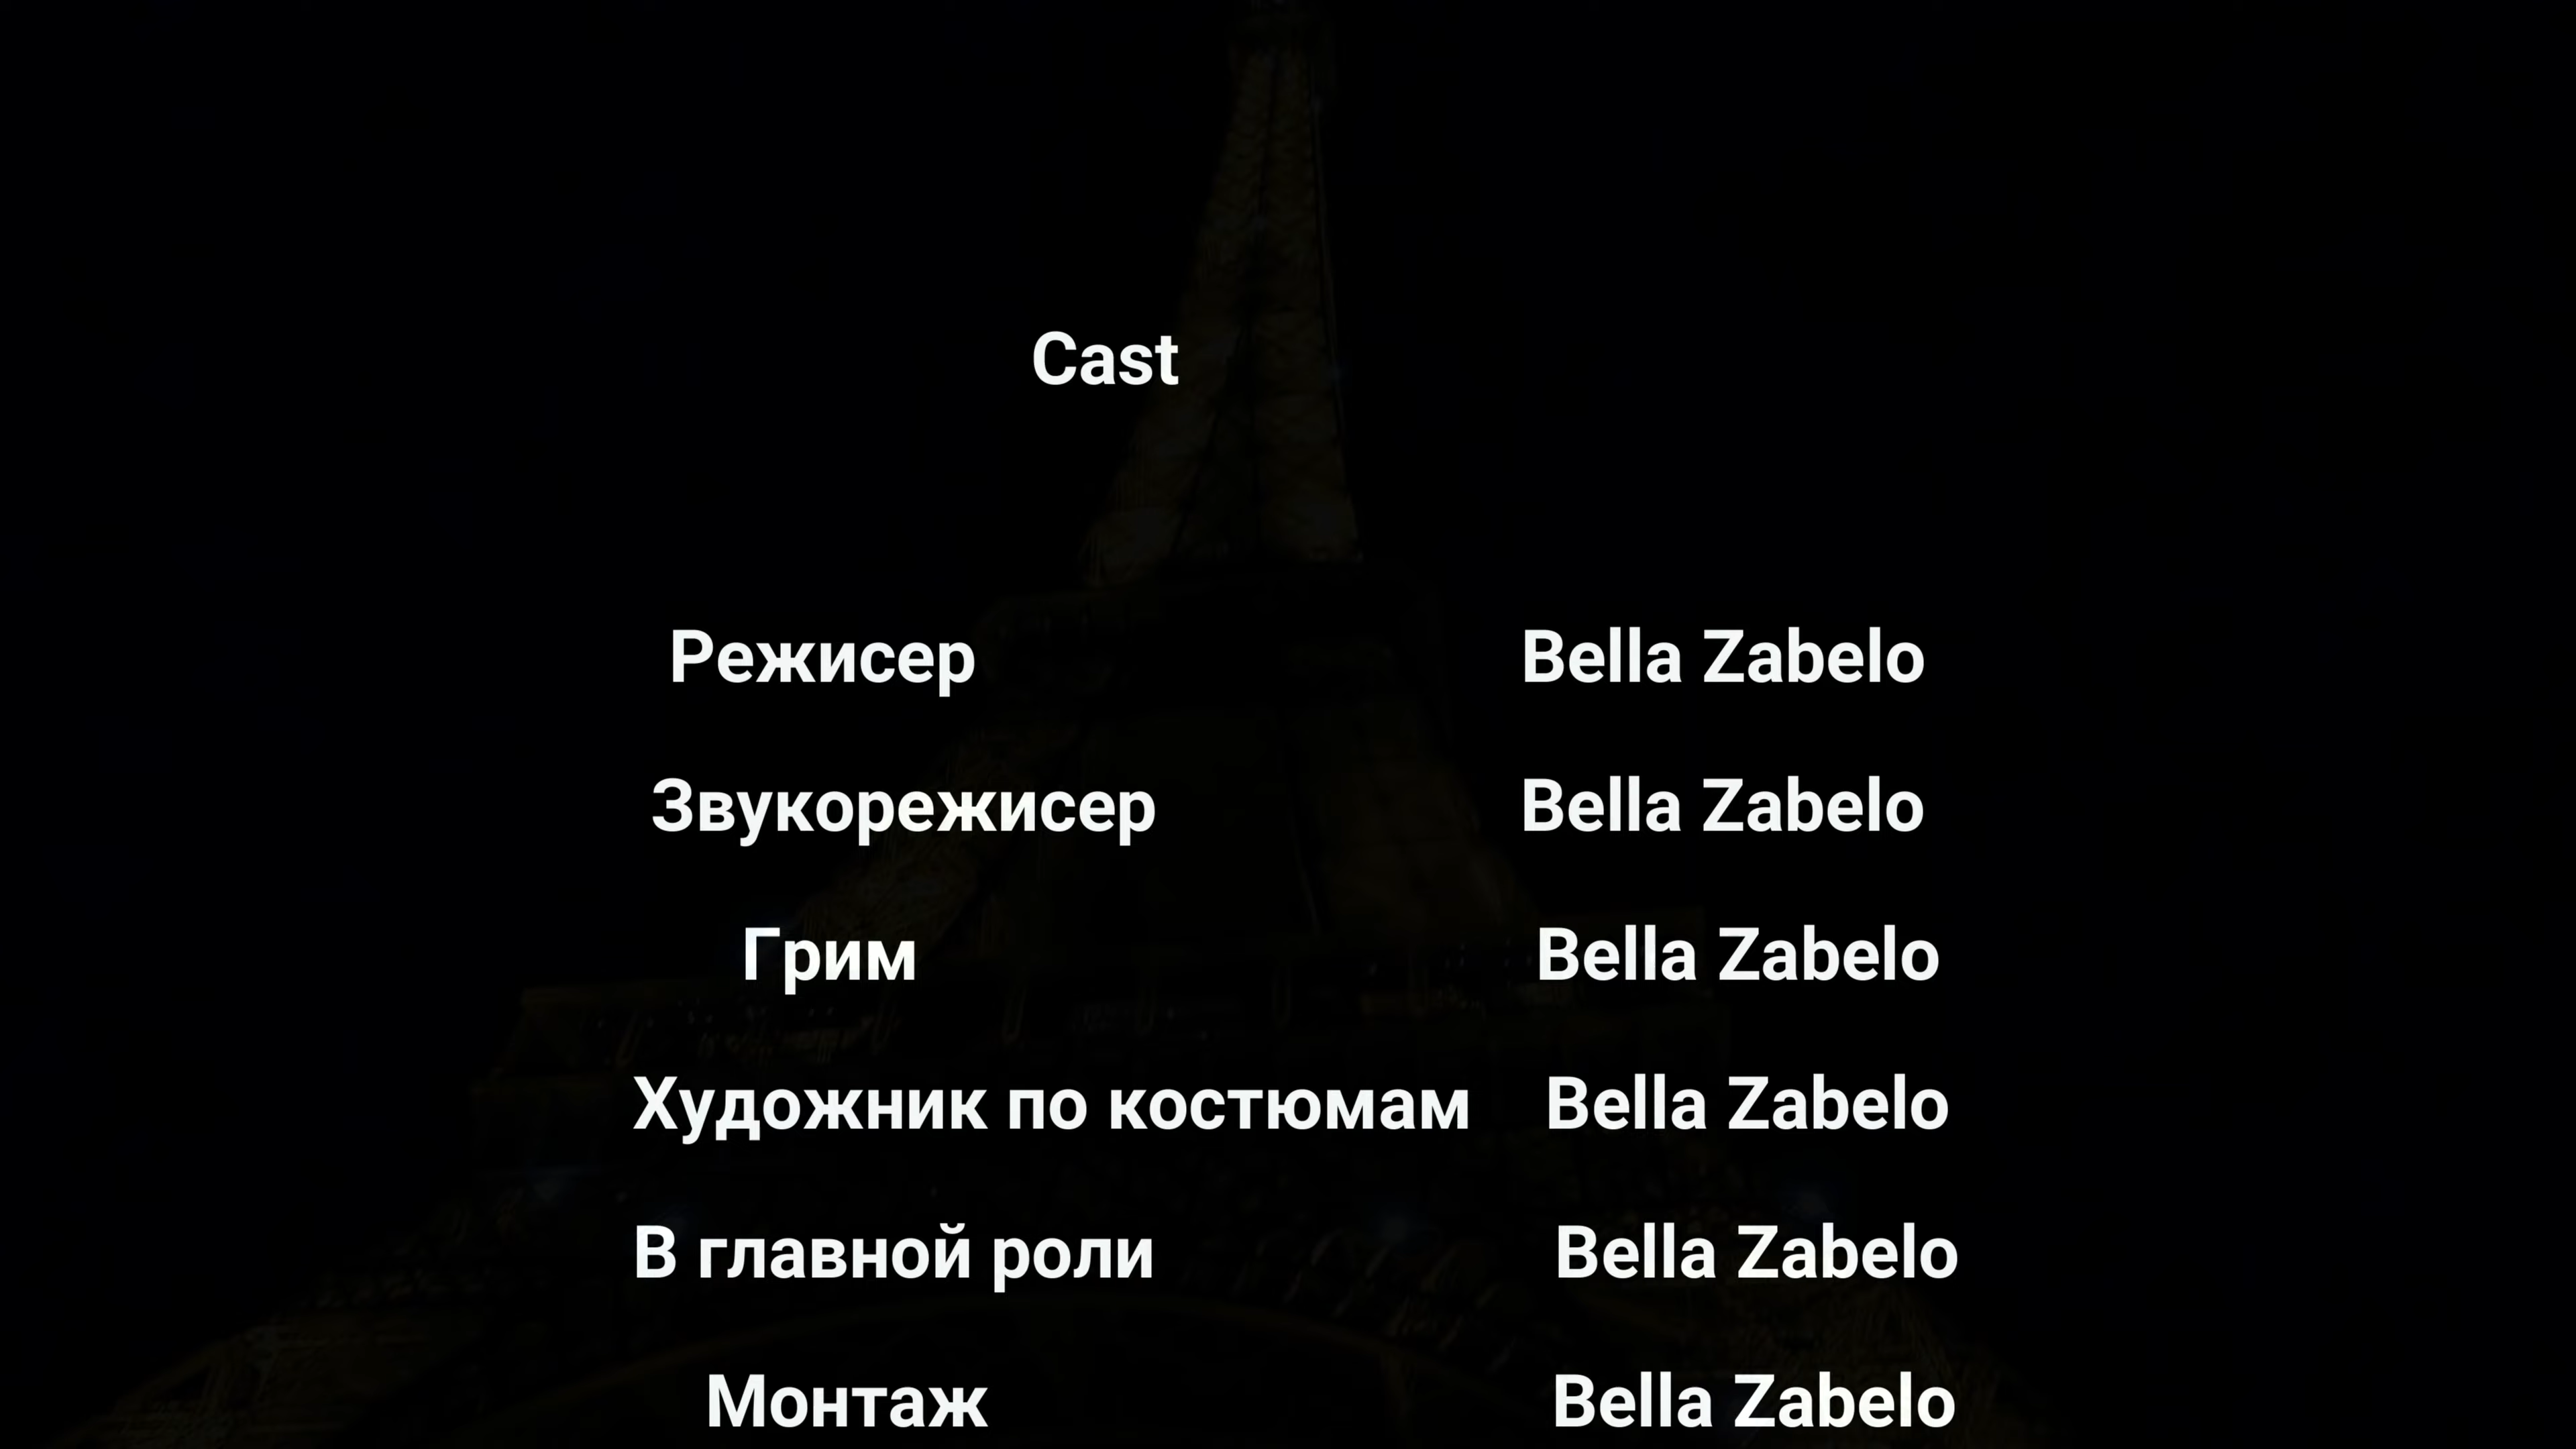 Cast
Режисер Bella Zabelo
Звукорежисер Bella Zabelo
Грим Bella Zabelo
Художник по костюмам Bella Zabelo
В главной роли Bella Zabelo
Монтаж Bella Zabelo